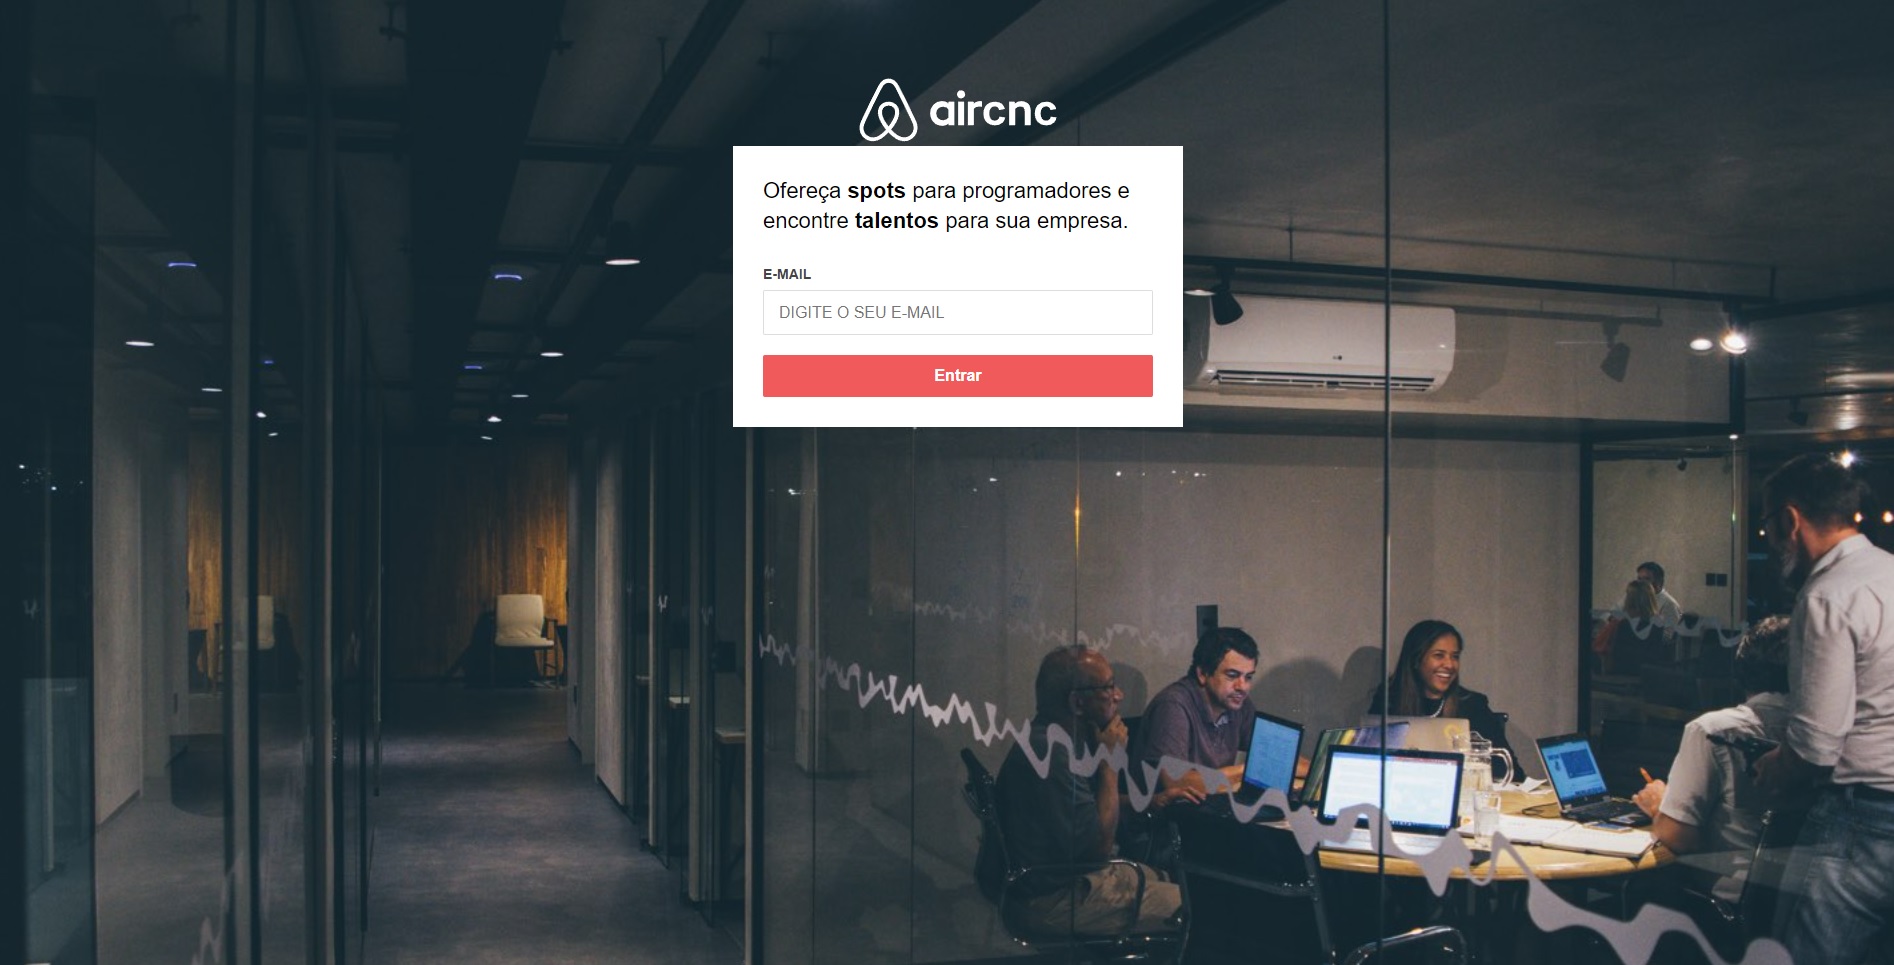 aircnc
Ofereça spots para programadores e
encontre talentos para sua empresa.
E-MAIL
DIGITE O SEU E-MAIL
Entrar